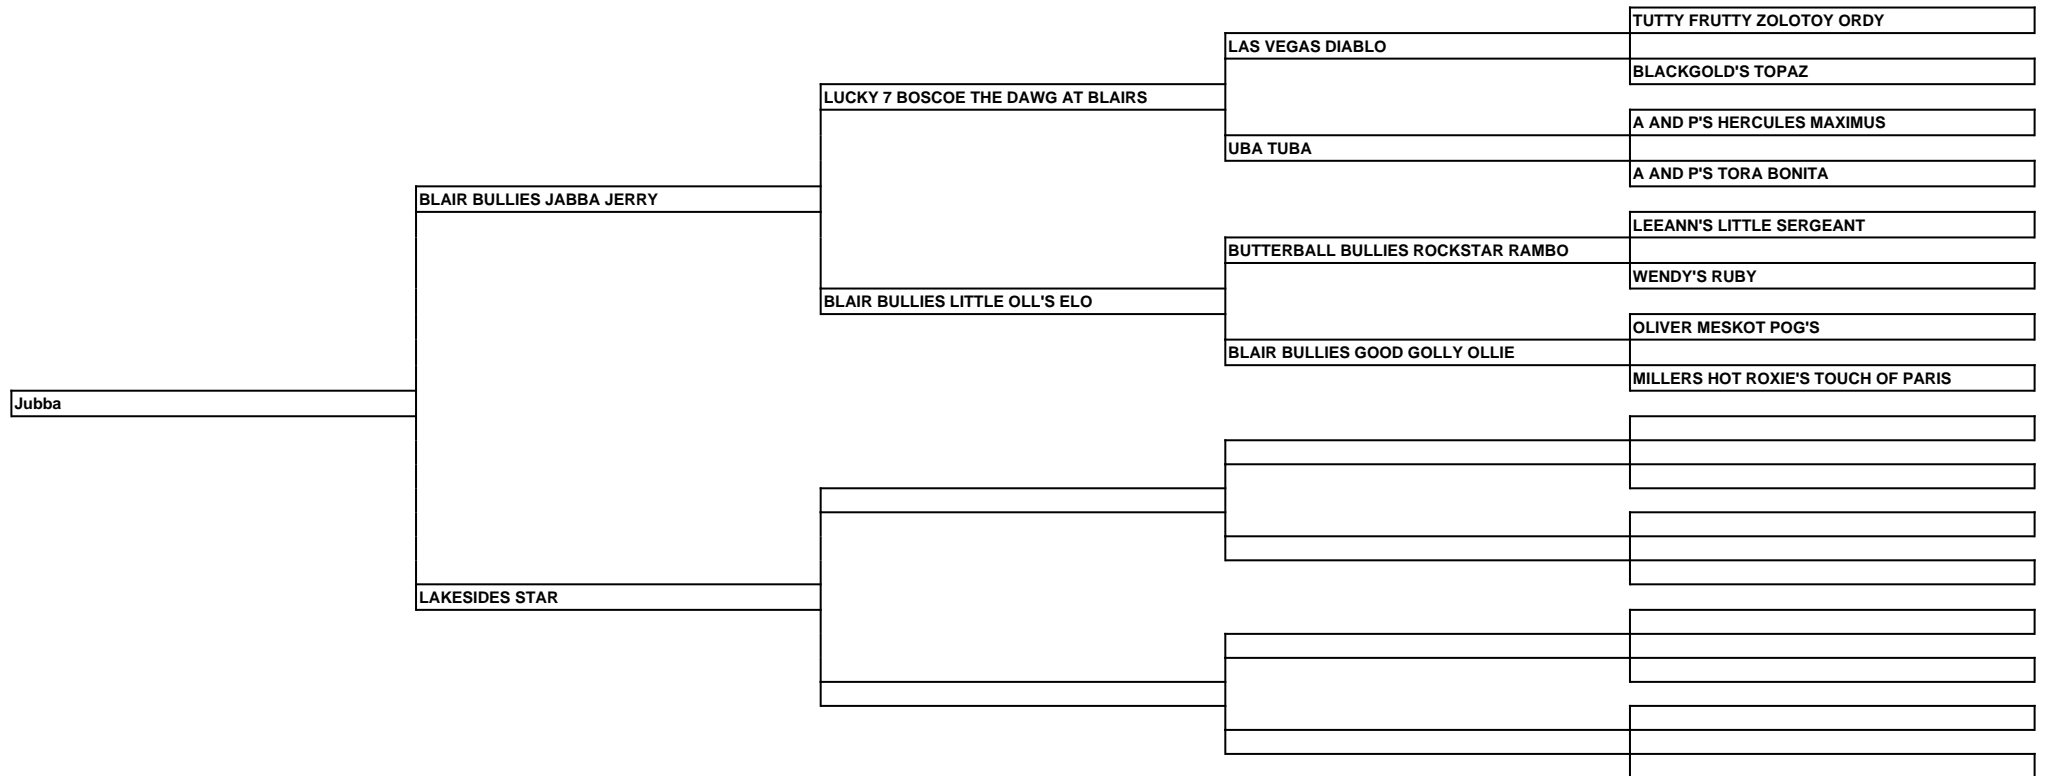 TUTTY FRUTTY ZOLOTOY ORDY
LAS VEGAS DIABLO
BLACKGOLD'S TOPAZ
LUCKY 7 BOSCOE THE DAWG AT BLAIRS
A AND P'S HERCULES MAXIMUS
UBA TUBA
A AND P'S TORA BONITA
BLAIR BULLIES JABBA JERRY
LEEANN'S LITTLE SERGEANT
BUTTERBALL BULLIES ROCKSTAR RAMBO
WENDY'S RUBY
BLAIR BULLIES LITTLE OLL'S ELO
OLIVER MESKOT POG'S
BLAIR BULLIES GOOD GOLLY OLLIE
MILLERS HOT ROXIE'S TOUCH OF PARIS
Jubba
LAKESIDES STAR